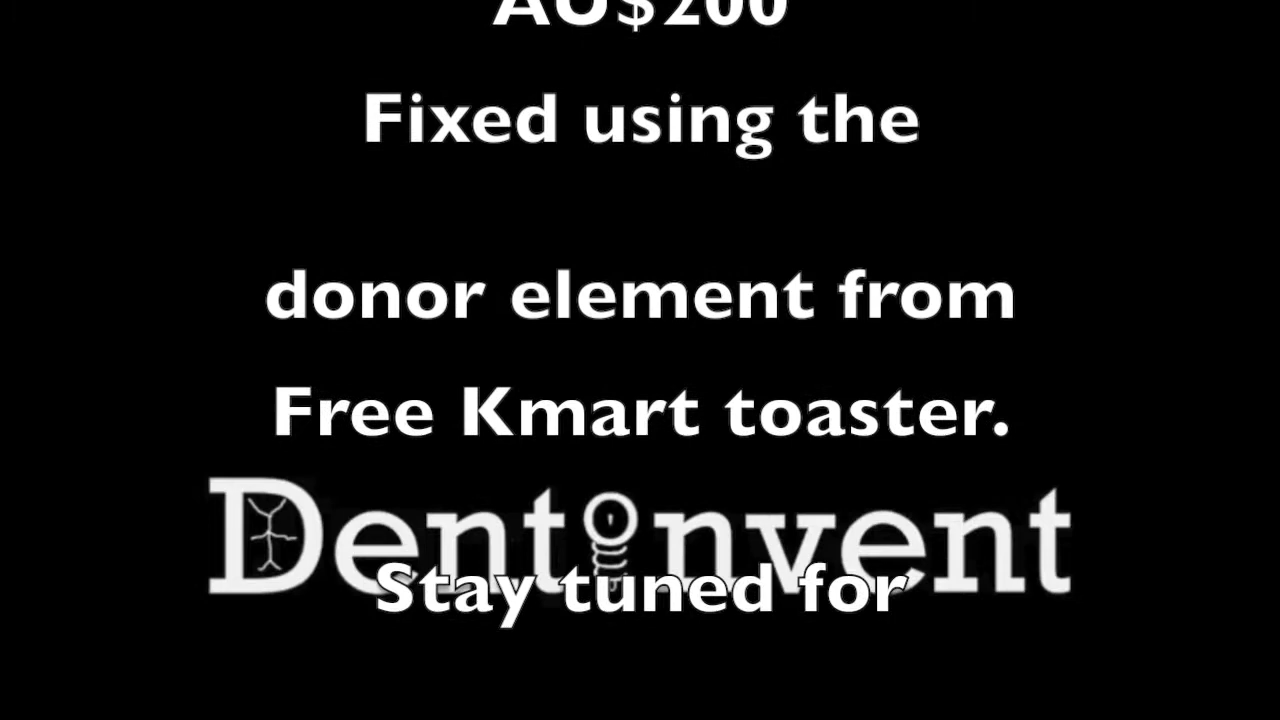 AU$200
Fixed using the
donor element from
Free Kmart toaster.
Dentinvent
Stay tuned for